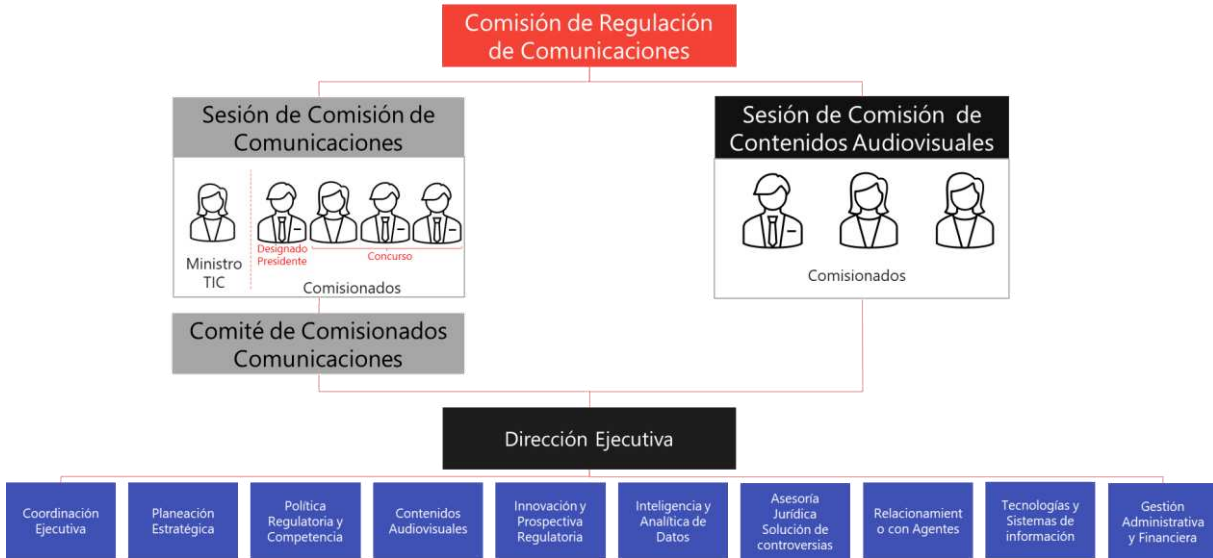 Comisión de Regulación
de Comunicaciones
Sesión de Comisión de
Comunicaciones
Ministro
TIC
Designado
Presidente
Concurso
Comisionados
Sesión de Comisión de
Contenidos Audiovisuales
Comisionados
Comité de Comisionados
Comunicaciones
Dirección Ejecutiva
Coordinación
Ejecutiva
Planeación
Estratégica
Política
Regulatoria y
Competencia
Contenidos
Audiovisuales
Innovación y
Prospectiva
Regulatoria
Inteligencia y
Analítica de
Datos
Asesoría
Jurídica
Solución de
controversias
Relacionamient
o con Agentes
Tecnologías y
Sistemas de
información
Gestión
Administrativa
y Financiera